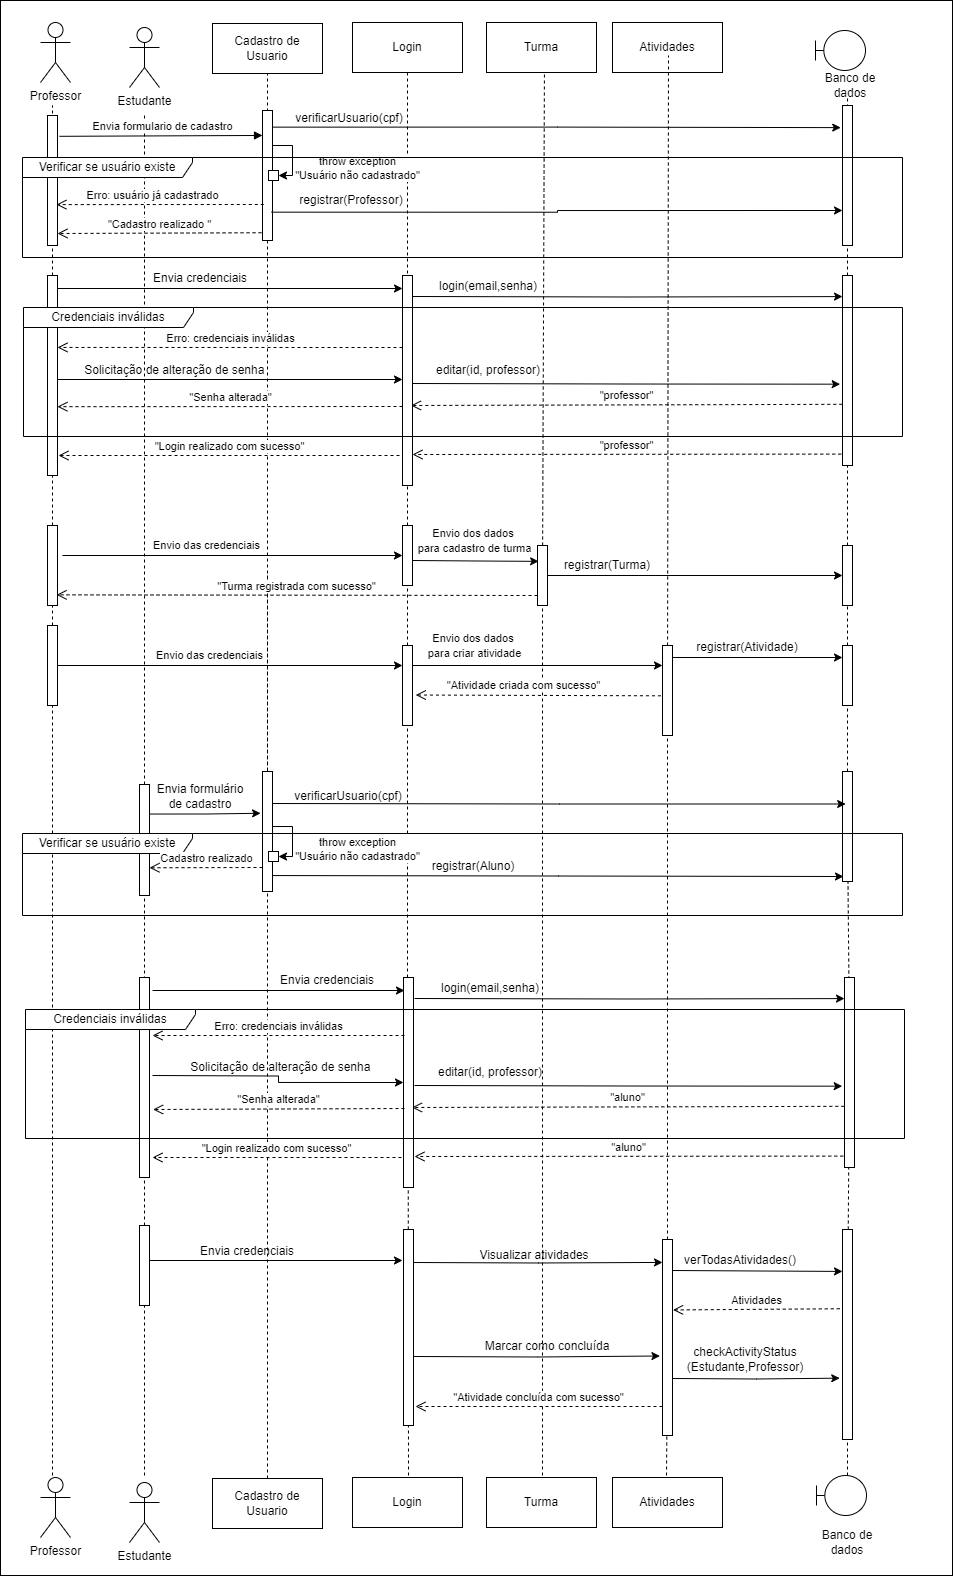 Professor
Estudante
Cadastro de
Usuario
Login
Turma
Atividades
Banco de
dados
Envia formulario de cadastro
verificarUsuario(cpf)
Verificar se usuário existe
throw exception
"Usuário não cadastrado"
Erro: usuário já cadastrado
registrar(Professor)
"Cadastro realizado "
Envia credenciais
login(email,senha)
Credenciais inválidas
Erro: credenciais inválidas
Solicitação de alteração de senha
editar(id, professor)
"Senha alterada"
"professor"
"Login realizado com sucesso"
"professor"
Envio das credenciais
Envio dos dados
para cadastro de turma
registrar(Turma)
"Turma registrada com sucesso"
Envio das credenciais
Envio dos dados
para criar atividade
registrar(Atividade)
"Atividade criada com sucesso"
Envia formulário
de cadastro
verificarUsuario(cpf)
Verificar se usuário existe
throw exception
"Usuário não cadastrado"
Cadastro realizado
registrar(Aluno)
Envia credenciais
login(email,senha)
Credenciais inválidas
Erro: credenciais inválidas
Solicitação de alteração de senha
editar(id, professor)
"Senha alterada"
"aluno"
"Login realizado com sucesso"
"aluno"
Envia credenciais
Visualizar atividades
verTodasAtividades()
Atividades
Marcar como concluída
checkActivityStatus
(Estudante,Professor)
"Atividade concluída com sucesso"
Professor
Estudante
Cadastro de
Usuario
Login
Turma
Atividades
Banco de
dados